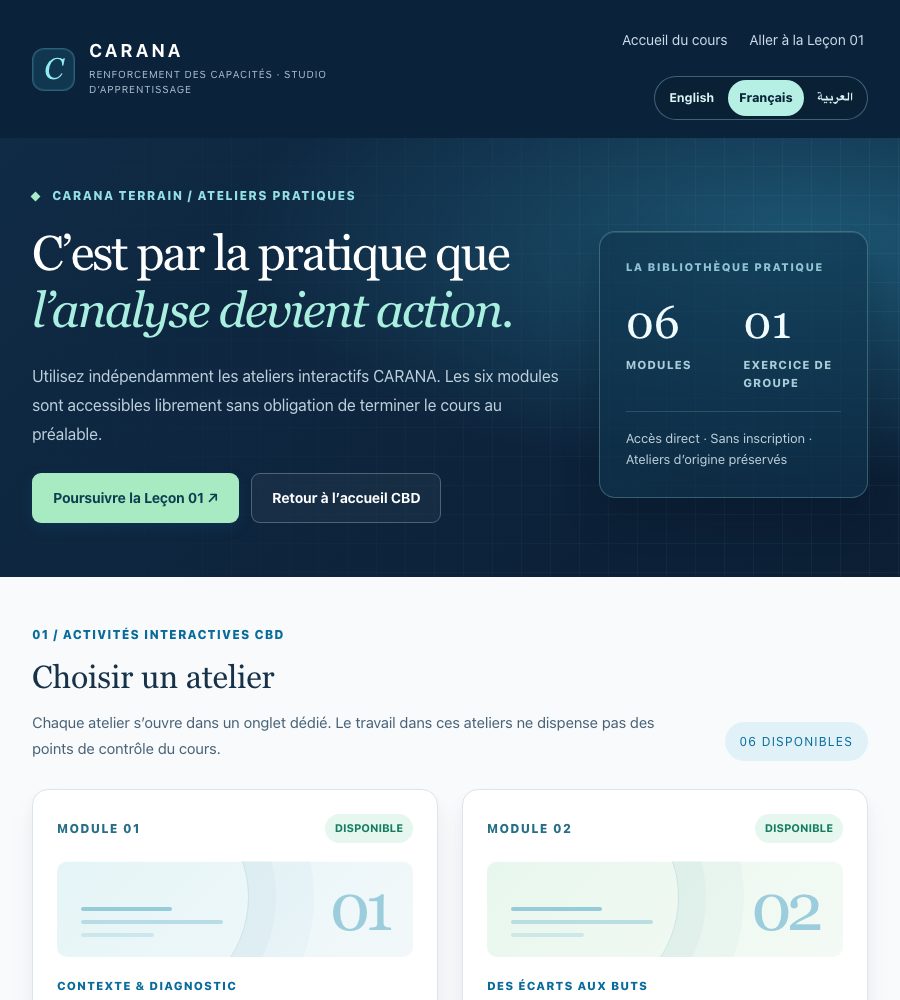 C
CARANA
RENFORCEMENT DES CAPACITÉS · STUDIO
D'APPRENTISSAGE
Accueil du cours
Aller à la Leçon 01
English
Français
العربية
CARANA TERRAIN / ATELIERS PRATIQUES
C’est par la pratique que
l’analyse devient action.
Utilisez indépendamment les ateliers interactifs CARANA. Les six modules
sont accessibles librement sans obligation de terminer le cours au
préalable.
Poursuivre la Leçon 01 ↗
Retour à l’accueil CBD
LA BIBLIOTHÈQUE PRATIQUE
06
MODULES
01
EXERCICE DE
GROUPE
Accès direct · Sans inscription ·
Ateliers d’origine préservés
01 / ACTIVITÉS INTERACTIVES CBD
Choisir un atelier
Chaque atelier s’ouvre dans un onglet dédié. Le travail dans ces ateliers ne dispense pas des
points de contrôle du cours.
06 DISPONIBLES
MODULE 01
DISPONIBLE
01
CONTEXTE & DIAGNOSTIC
MODULE 02
DISPONIBLE
02
DES ÉCARTS AUX BUTS